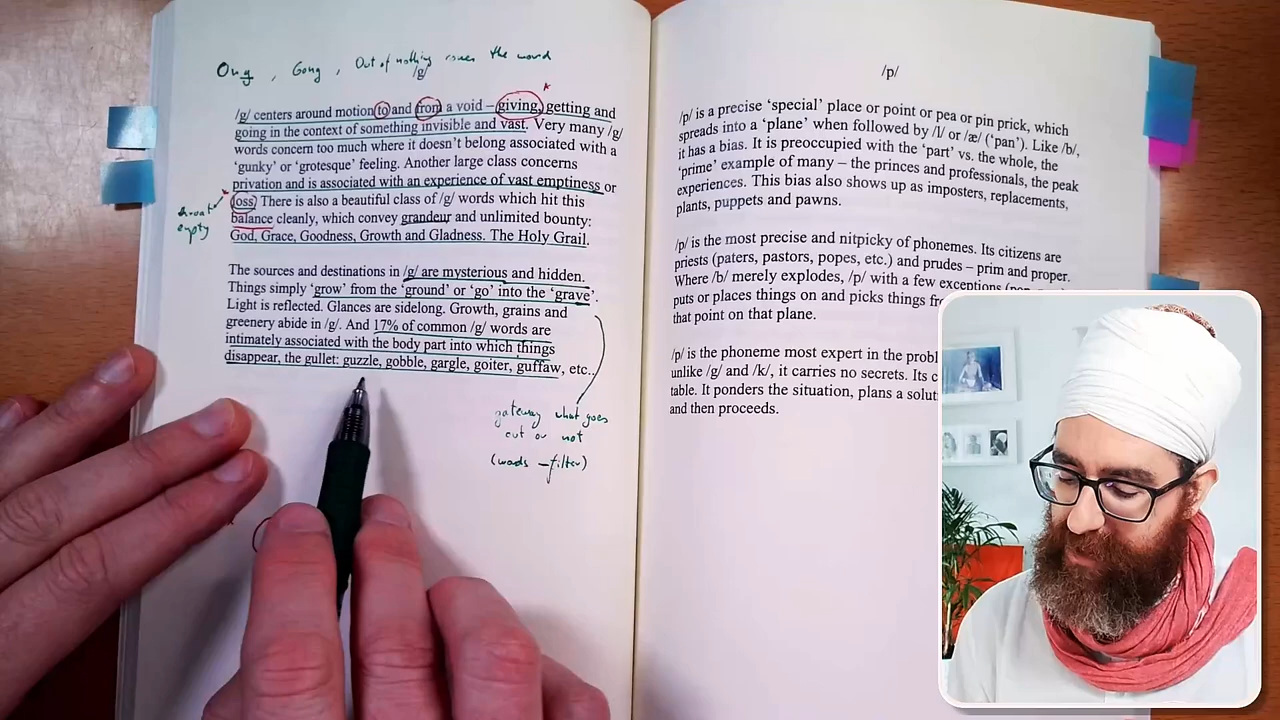 Ong , Gong , Out of nothing comes the word
/g/
/g/ centers around motion to and from a void – giving, getting and
going in the context of something invisible and vast. Very many /g/
words concern too much where it doesn't belong associated with a
'gunky' or 'grotesque' feeling. Another large class concerns
privation and is associated with an experience of vast emptiness or
loss. There is also a beautiful class of /g/ words which hit this
balance cleanly, which convey grandeur and unlimited bounty:
God, Grace, Goodness, Growth and Gladness. The Holy Grail.
throat
empty
The sources and destinations in /g/ are mysterious and hidden.
Things simply 'grow' from the 'ground' or 'go' into the 'grave'.
Light is reflected. Glances are sidelong. Growth, grains and
greenery abide in /g/. And 17% of common /g/ words are
intimately associated with the body part into which things
disappear, the gullet: guzzle, gobble, gargle, goiter, guffaw, etc..
gateway what goes
out or not
(words – filter)
/p/
/p/ is a precise 'special' place or point or pea or pin prick, which
spreads into a 'plane' when followed by /l/ or /æ/ ('pan'). Like /b/,
it has a bias. It is preoccupied with the 'part' vs. the whole, the
'prime' example of many – the princes and professionals, the peak
experiences. This bias also shows up as imposters, replacements,
plants, puppets and pawns.
/p/ is the most precise and nitpicky of phonemes. Its citizens are
priests (paters, pastors, popes, etc.) and prudes – prim and proper.
Where /b/ merely explodes, /p/ with a few exceptions
puts or places things on and picks things
that point on that plane.
/p/ is the phoneme most expert in the
unlike /g/ and /k/, it carries no secrets. Its
table. It ponders the situation, plans a
and then proceeds.